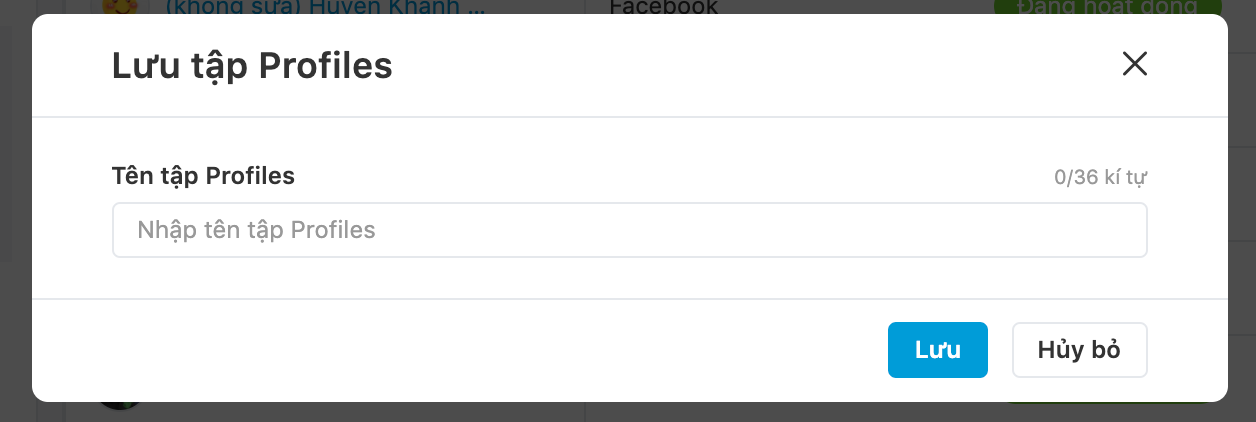 (không sửa) Huyền Khánh ...
Facebook
Đang hoạt động
Lưu tập Profiles
Tên tập Profiles
0/36 kí tự
Nhập tên tập Profiles
Lưu
Hủy bỏ